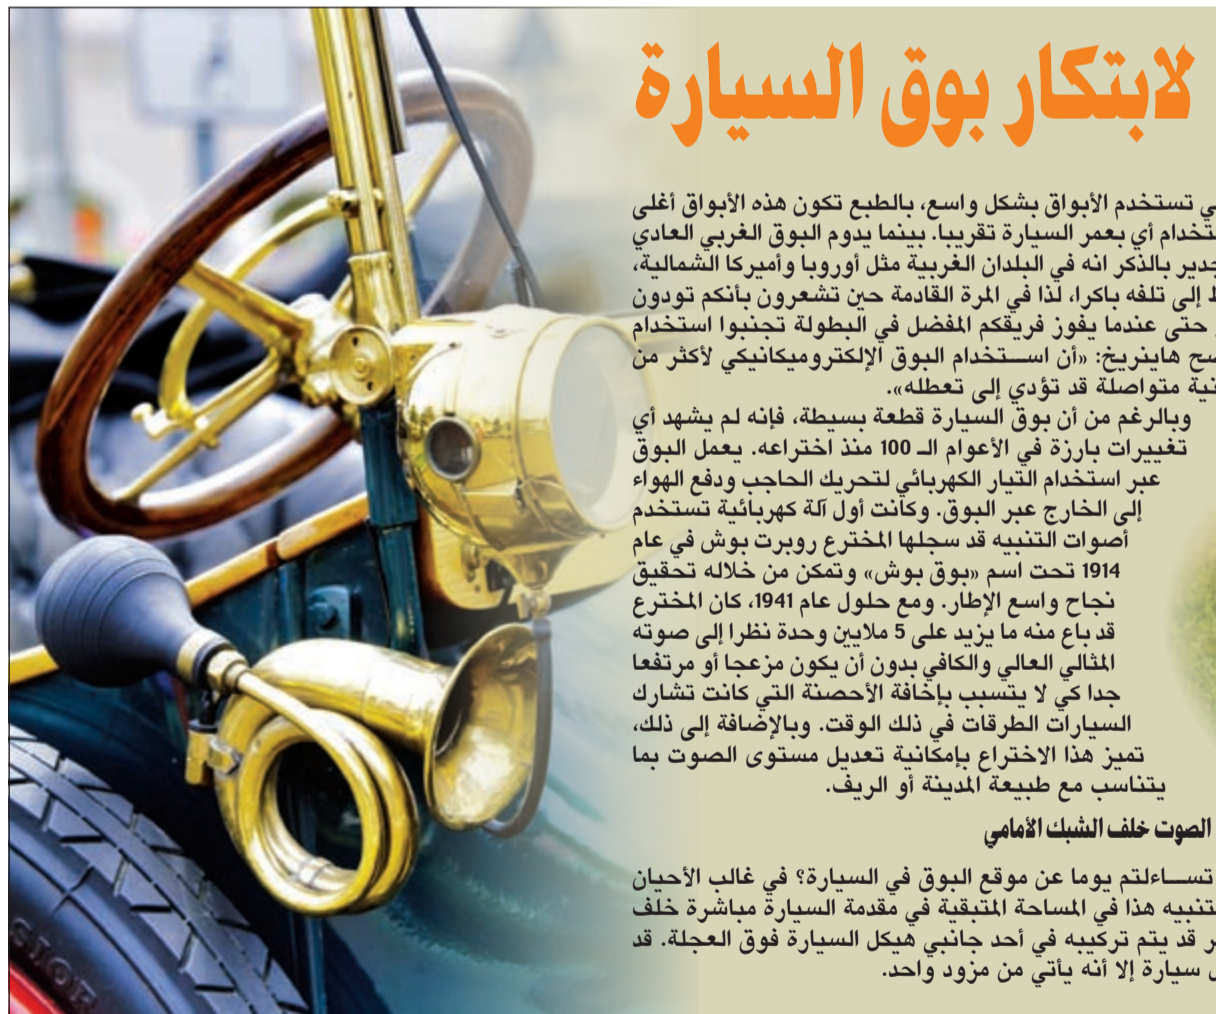 لابتكار بوق السيارة
تستخدم الأبواق بشكل واسع، بالطبع تكون هذه الأبواق أغلى
أي بعمر السيارة تقريبا. بينما يدوم البوق الغربي العادي
بالذكر انه في البلدان الغربية مثل أوروبا وأميركا الشمالية،
إلى تلفه باكرا، لذا في المرة القادمة حين تشعرون بأنكم تودون
حتى عندما يفوز فريقكم المفضل في البطولة تجنبوا استخدام
هاينريخ: «أن اســتخدام البوق الإلكتروميكانيكي لأكثر من
متواصلة قد تؤدي إلى تعطله».
وبالرغم من أن بوق السيارة قطعة بسيطة، فإنه لم يشهد أي
تغييرات بارزة في الأعوام الـ 100 منذ اختراعه. يعمل البوق
عبر استخدام التيار الكهربائي لتحريك الحاجب ودفع الهواء
إلى الخارج عبر البوق. وكانت أول آلة كهربائية تستخدم
أصوات التنبيه قد سجلها المخترع روبرت بوش في عام
1914 تحت اسم «بوق بوش» وتمكن من خلاله تحقيق
نجاح واسع الإطار. ومع حلول عام 1941، كان المخترع
قد باع منه ما يزيد على 5 ملايين وحدة نظرا إلى صوته
المثالي العالي والكافي بدون أن يكون مزعجا أو مرتفعا
جدا كي لا يتسبب بإخافة الأحصنة التي كانت تشارك
السيارات الطرقات في ذلك الوقت. وبالإضافة إلى ذلك،
تميز هذا الاختراع بإمكانية تعديل مستوى الصوت بما
يتناسب مع طبيعة المدينة أو الريف.
الصوت خلف الشبك الأمامي
تســاءلتم يوما عن موقع البوق في السيارة؟ في غالب الأحيان
هذا في المساحة المتبقية في مقدمة السيارة مباشرة خلف
قد يتم تركيبه في أحد جانبي هيكل السيارة فوق العجلة. قد
سيارة إلا أنه يأتي من مزود واحد.